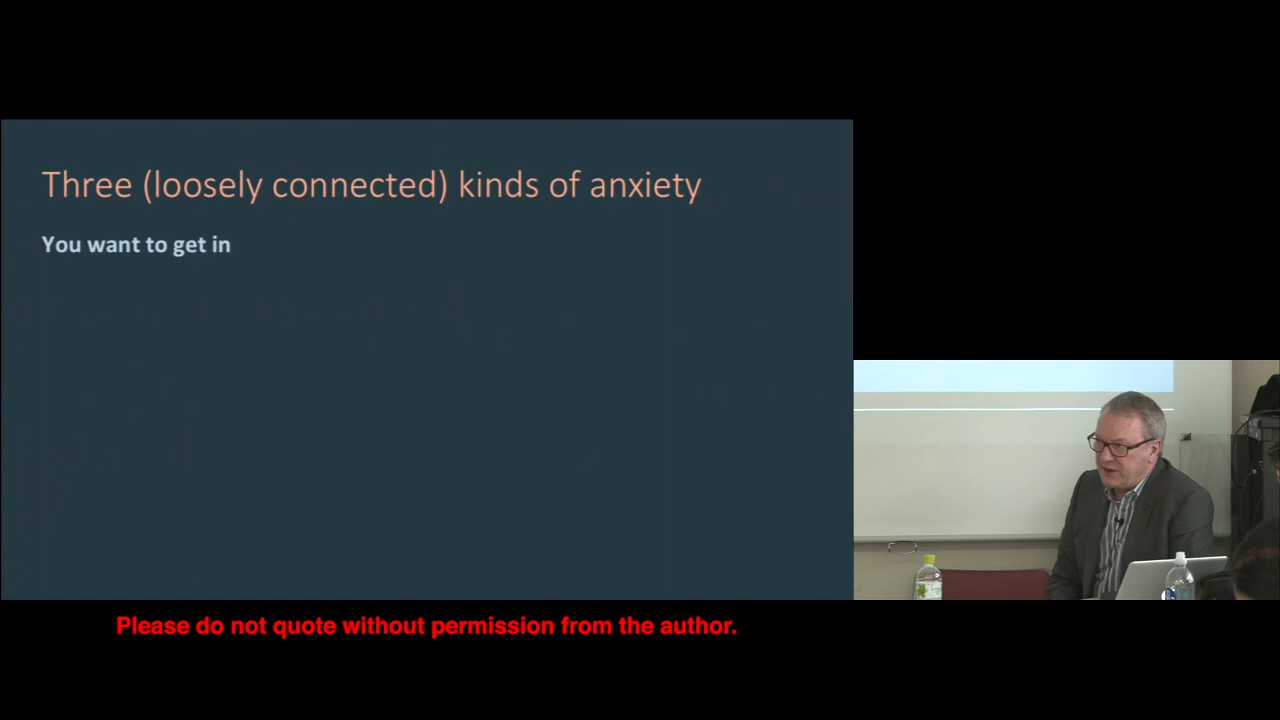 Three (loosely connected) kinds of anxiety
You want to get in
Please do not quote without permission from the author.